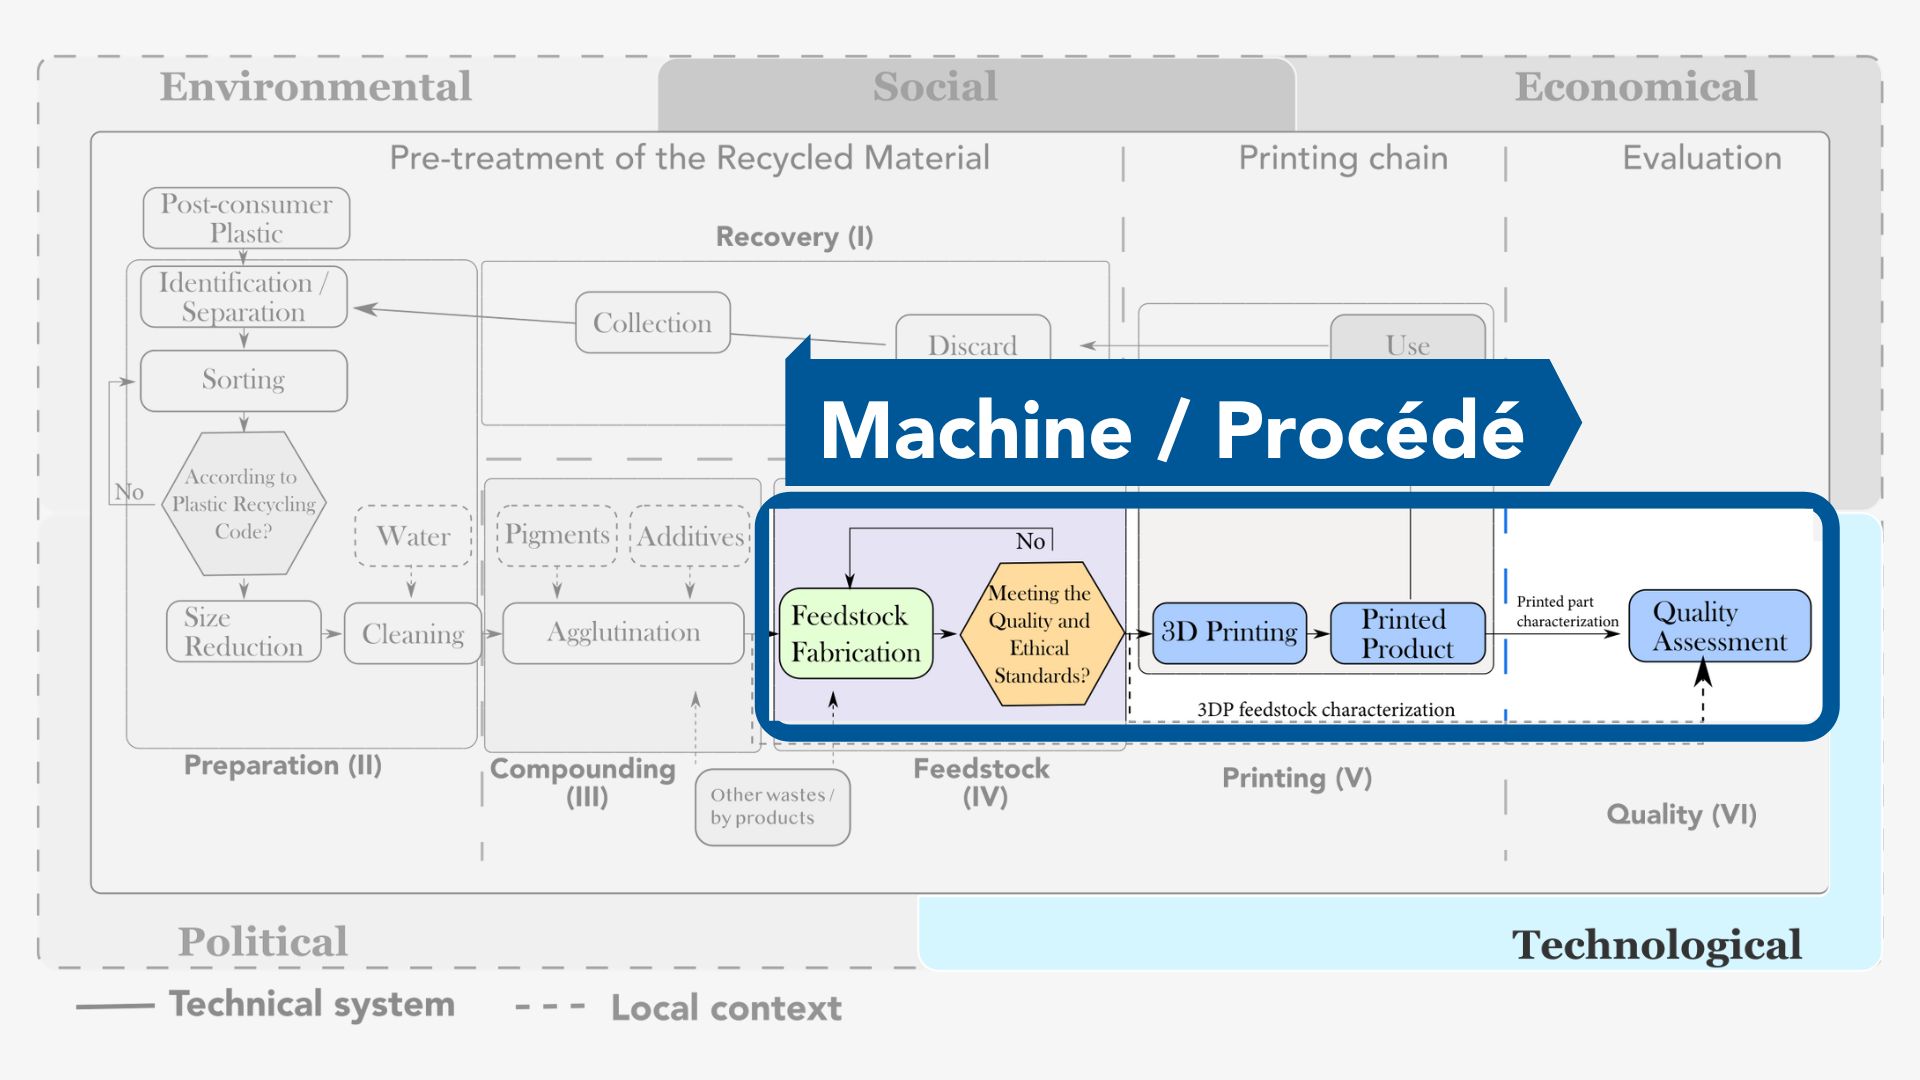 Environmental
Social
Economical
Pre-treatment of the Recycled Material
Printing chain
Evaluation
Post-consumer
Plastic
Recovery (I)
Identification /
Separation
Collection
Discard
Use
Sorting
Machine / Procédé
According to
Plastic Recycling
Code?
No
Water
Pigments
Additives
No
Size
Reduction
Cleaning
Agglutination
Feedstock
Fabrication
Meeting the
Quality and
Ethical
Standards?
3D Printing
Printed
Product
Printed part
characterization
Quality
Assessment
3DP feedstock characterization
Preparation (II)
Compounding
(III)
Other wastes /
by products
Feedstock
(IV)
Printing (V)
Quality (VI)
Political
Technological
Technical system
Local context